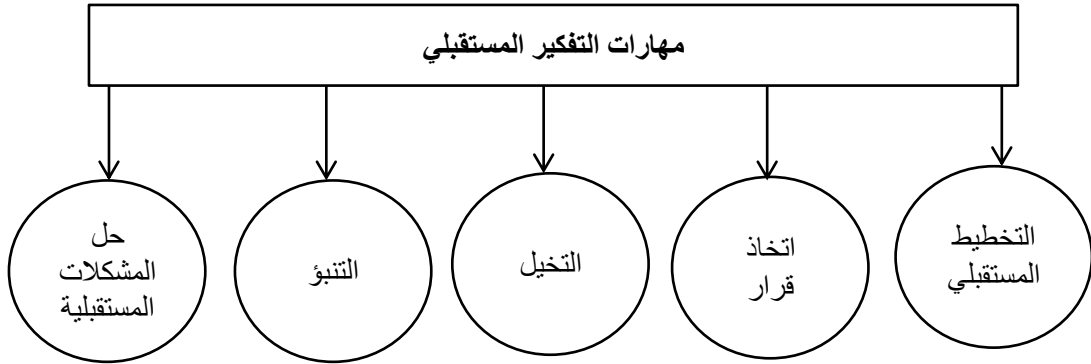 مهارات التفكير المستقبلي
التخطيط
المستقبلي
اتخاذ
قرار
التخيل
التنبؤ
حل
المشكلات
المستقبلية